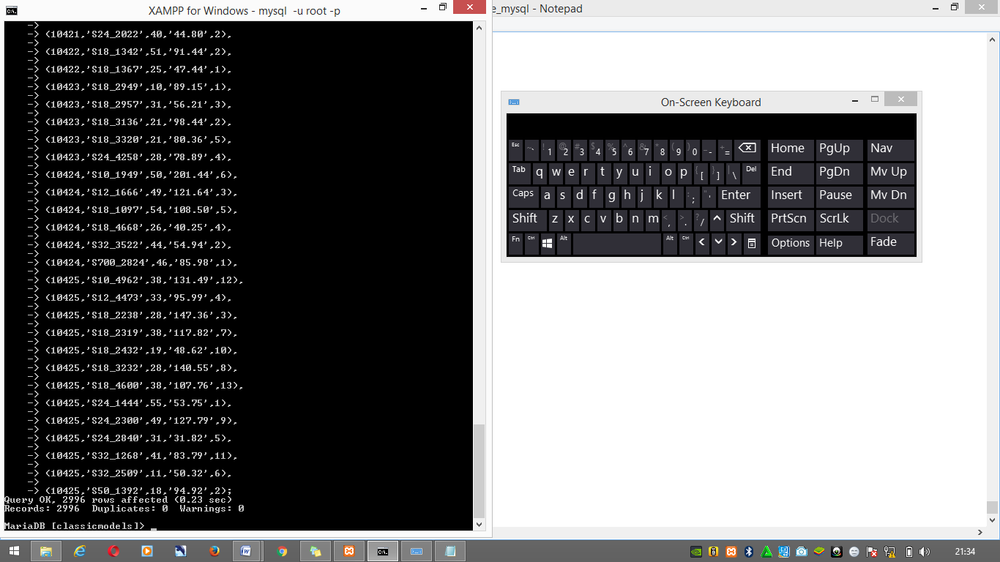 XAMPP for Windows - mysql  -u root -p
e_mysql - Notepad
->
-> (10421,'S24_2022',40,'44.80',2),
->
-> (10422,'S18_1342',51,'91.44',2),
->
-> (10422,'S18_1367',25,'47.44',1),
->
-> (10423,'S18_2949',10,'89.15',1),
->
-> (10423,'S18_2957',31,'56.21',3),
->
-> (10423,'S18_3136',21,'98.44',2),
->
-> (10423,'S18_3320',21,'80.36',5),
->
-> (10423,'S24_4258',28,'78.89',4),
->
-> (10424,'S10_1949',50,'201.44',6),
->
-> (10424,'S12_1666',49,'121.64',3),
->
-> (10424,'S18_1097',54,'108.50',5),
->
-> (10424,'S18_4668',26,'40.25',4),
->
-> (10424,'S32_3522',44,'54.94',2),
->
-> (10424,'S700_2824',46,'85.98',1),
->
-> (10425,'S10_4962',38,'131.49',12),
->
-> (10425,'S12_4473',33,'95.99',4),
->
-> (10425,'S18_2238',28,'147.36',3),
->
-> (10425,'S18_2319',38,'117.82',7),
->
-> (10425,'S18_2432',19,'48.62',10),
->
-> (10425,'S18_3232',28,'140.55',8),
->
-> (10425,'S18_4600',38,'107.76',13),
->
-> (10425,'S24_1444',55,'53.75',1),
->
-> (10425,'S24_2300',49,'127.79',9),
->
-> (10425,'S24_2840',31,'31.82',5),
->
-> (10425,'S32_1268',41,'83.79',11),
->
-> (10425,'S32_2509',11,'50.32',6),
->
-> (10425,'S50_1392',18,'94.92',2);
Query OK, 2996 rows affected (0.23 sec)
Records: 2996  Duplicates: 0  Warnings: 0
MariaDB [classicmodels]> _
On-Screen Keyboard
Esc ~ ` ! 1 @ 2 # 3 $ 4 % 5 ^ 6 & 7 * 8 ( 9 ) 0 _ - + = Home PgUp Nav
Tab q w e r t y u i o p { [ } ] | \ Del End PgDn Mv Up
Caps a s d f g h j k l : ; " ' Enter Insert Pause Mv Dn
Shift z x c v b n m < , > . ? / ^ Shift PrtScn ScrLk Dock
Fn Ctrl Alt Alt Ctrl < > Options Help Fade
21:34